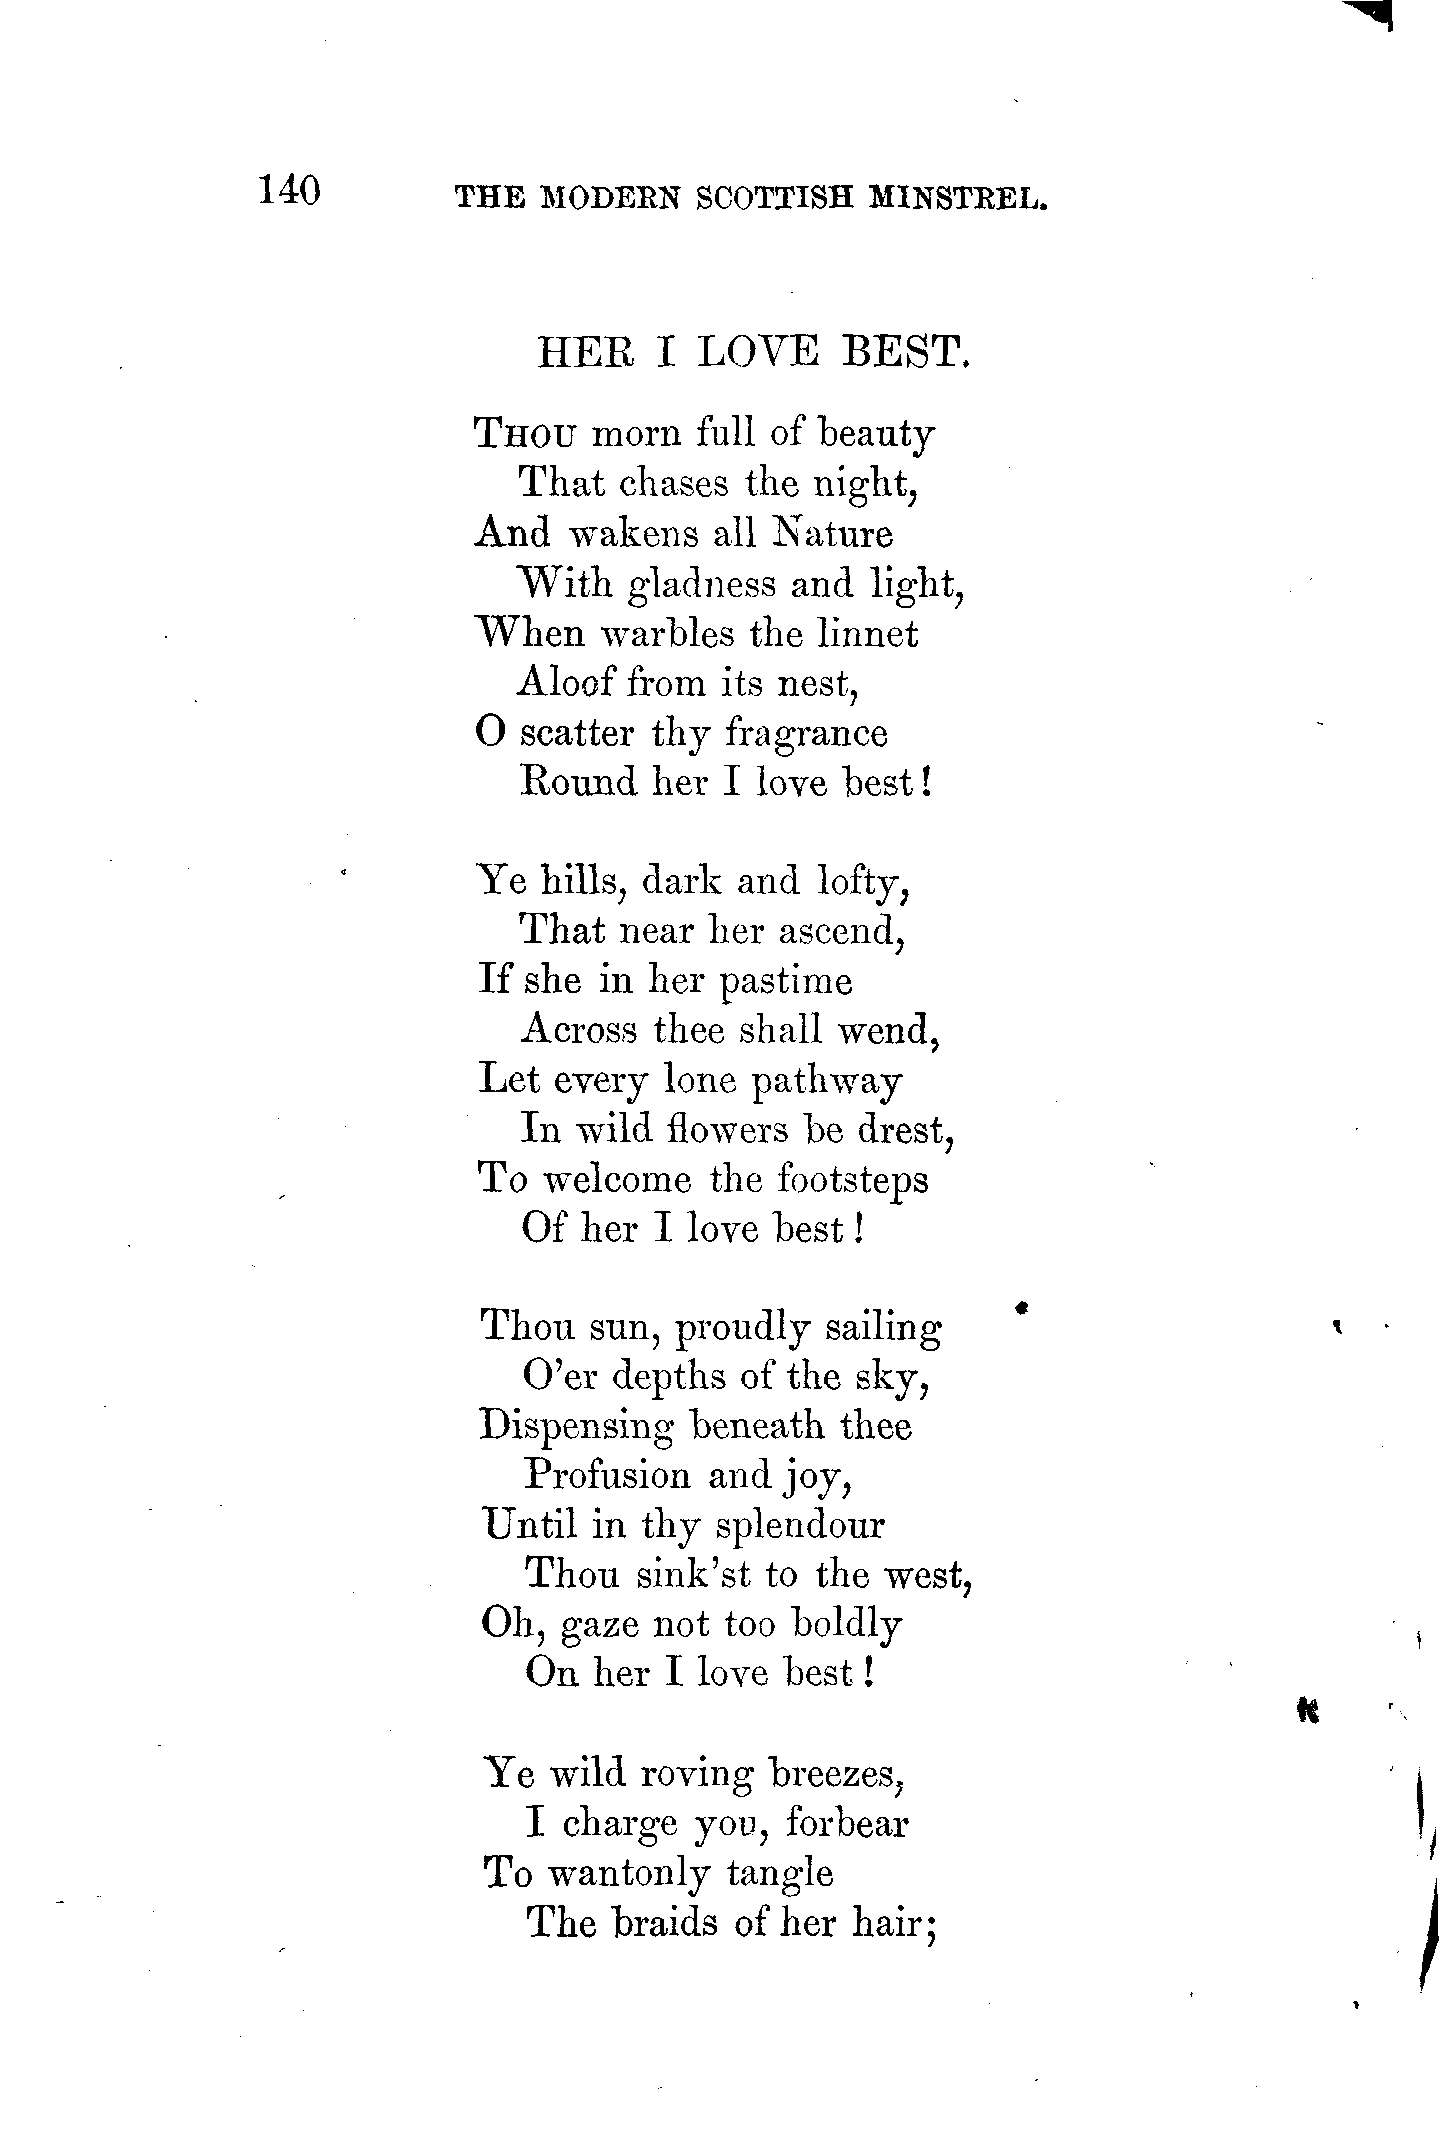 140 THE MODERN SCOTTISH MINSTREL.
HER I LOVE BEST.
THOU morn full of beauty
That chases the night,
And wakens all Nature
With gladness and light,
When warbles the linnet
Aloof from its nest,
O scatter thy fragrance
Round her I love best!
Ye hills, dark and lofty,
That near her ascend,
If she in her pastime
Across thee shall wend,
Let every lone pathway
In wild flowers be drest,
To welcome the footsteps
Of her I love best!
Thou sun, proudly sailing
O'er depths of the sky,
Dispensing beneath thee
Profusion and joy,
Until in thy splendour
Thou sink'st to the west,
Oh, gaze not too boldly
On her I love best!
Ye wild roving breezes,
I charge you, forbear
To wantonly tangle
The braids of her hair;